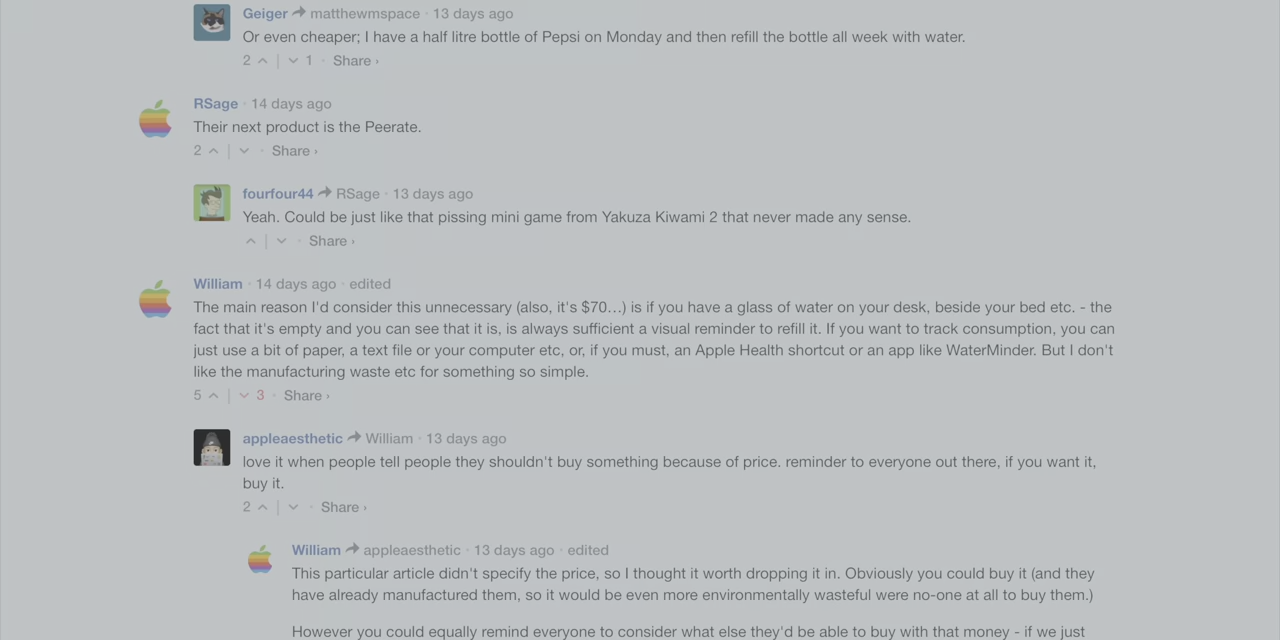 Geiger matthewmspace · 13 days ago
Or even cheaper; I have a half litre bottle of Pepsi on Monday and then refill the bottle all week with water.
2 | 1 · Share ›
RSage · 14 days ago
Their next product is the Peerate.
2 | · Share ›
fourfour44 RSage · 13 days ago
Yeah. Could be just like that pissing mini game from Yakuza Kiwami 2 that never made any sense.
| · Share ›
William · 14 days ago · edited
The main reason I'd consider this unnecessary (also, it's $70...) is if you have a glass of water on your desk, beside your bed etc. - the
fact that it's empty and you can see that it is, is always sufficient a visual reminder to refill it. If you want to track consumption, you can
just use a bit of paper, a text file or your computer etc, or, if you must, an Apple Health shortcut or an app like WaterMinder. But I don't
like the manufacturing waste etc for something so simple.
5 | 3 · Share ›
appleaesthetic William · 13 days ago
love it when people tell people they shouldn't buy something because of price. reminder to everyone out there, if you want it,
buy it.
2 | · Share ›
William appleaesthetic · 13 days ago · edited
This particular article didn't specify the price, so I thought it worth dropping it in. Obviously you could buy it (and they
have already manufactured them, so it would be even more environmentally wasteful were no-one at all to buy them.)
However you could equally remind everyone to consider what else they'd be able to buy with that money - if we just